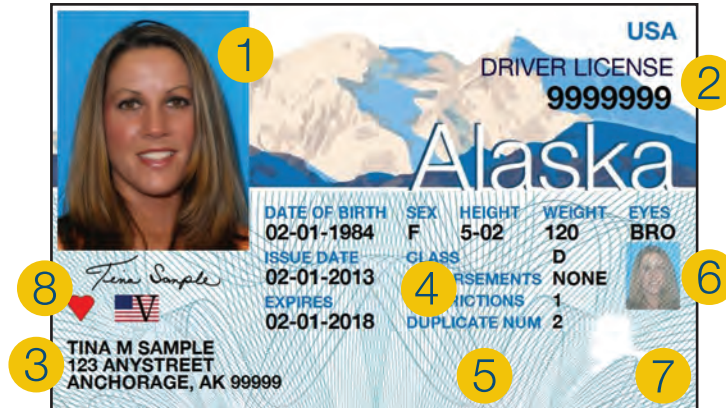 USA
1
DRIVER LICENSE
2
9999999
Alaska
DATE OF BIRTH SEX HEIGHT WEIGHT EYES
02-01-1984 F 5-02 120 BRO
ISSUE DATE CLASS D
02-01-2013 4 RSEMENTS NONE
EXPIRES RICTIONS 1
02-01-2018 DUPLICATE NUM 2
6
Tina Sample
8
V
3
TINA M SAMPLE
123 ANYSTREET
ANCHORAGE, AK 99999
5
7